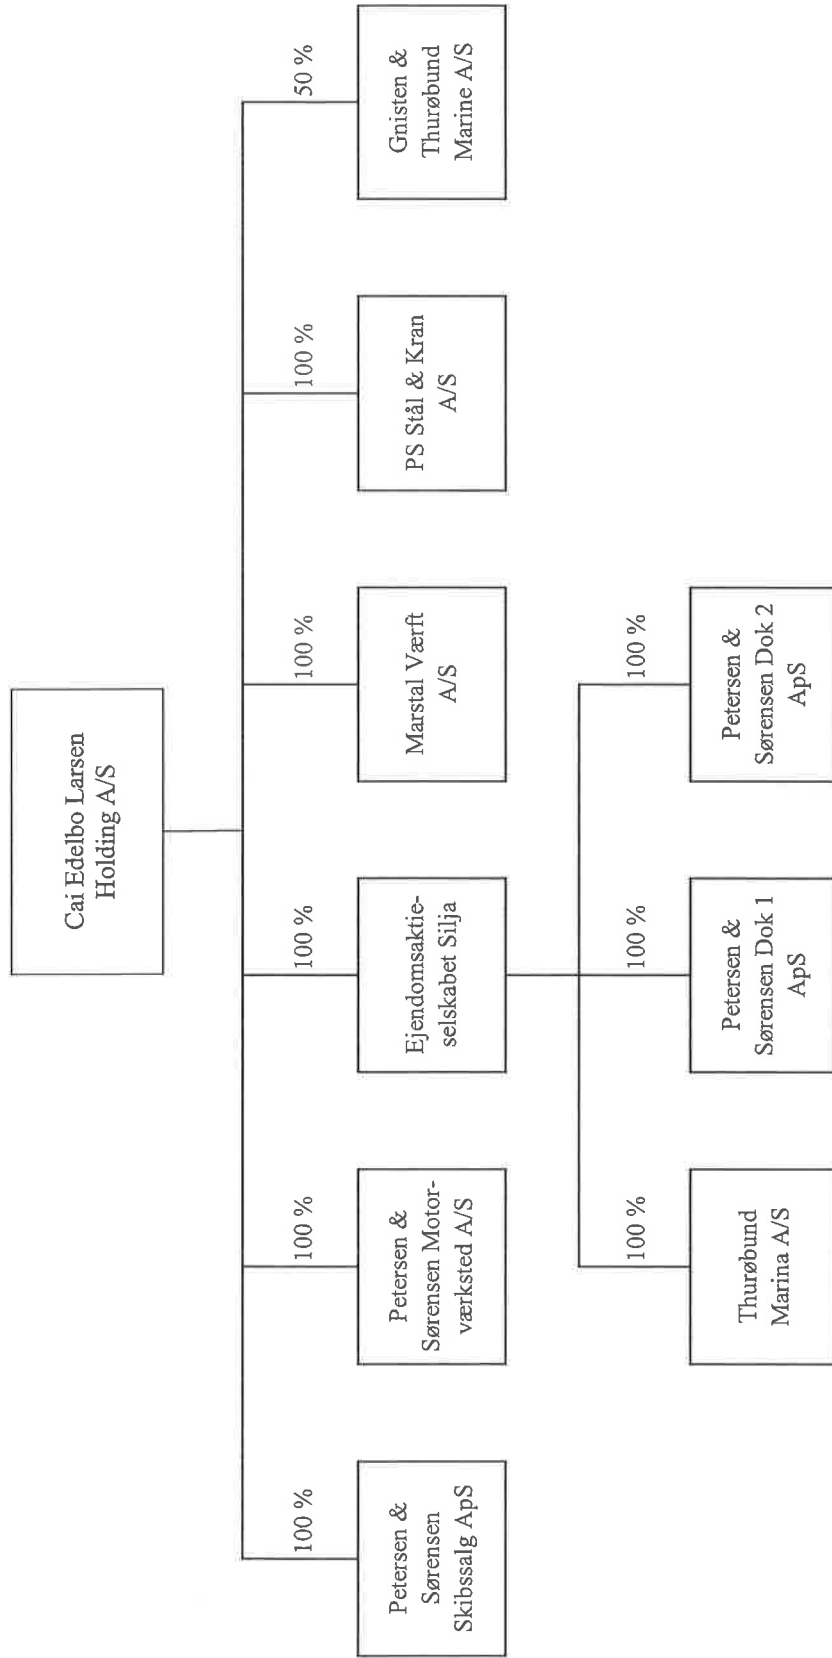 Cai Edelbo Larsen
Holding A/S
100 %
100 %
100 %
100 %
100 %
50 %
Petersen &
Sørensen
Skibssalg ApS
Petersen &
Sørensen Motor-
værksted A/S
Ejendomsaktie-
selskabet Silja
Marstal Værft
A/S
PS Stål & Kran
A/S
Gnisten &
Thurøbund
Marine A/S
100 %
100 %
100 %
Thurøbund
Marina A/S
Petersen &
Sørensen Dok 1
ApS
Petersen &
Sørensen Dok 2
ApS